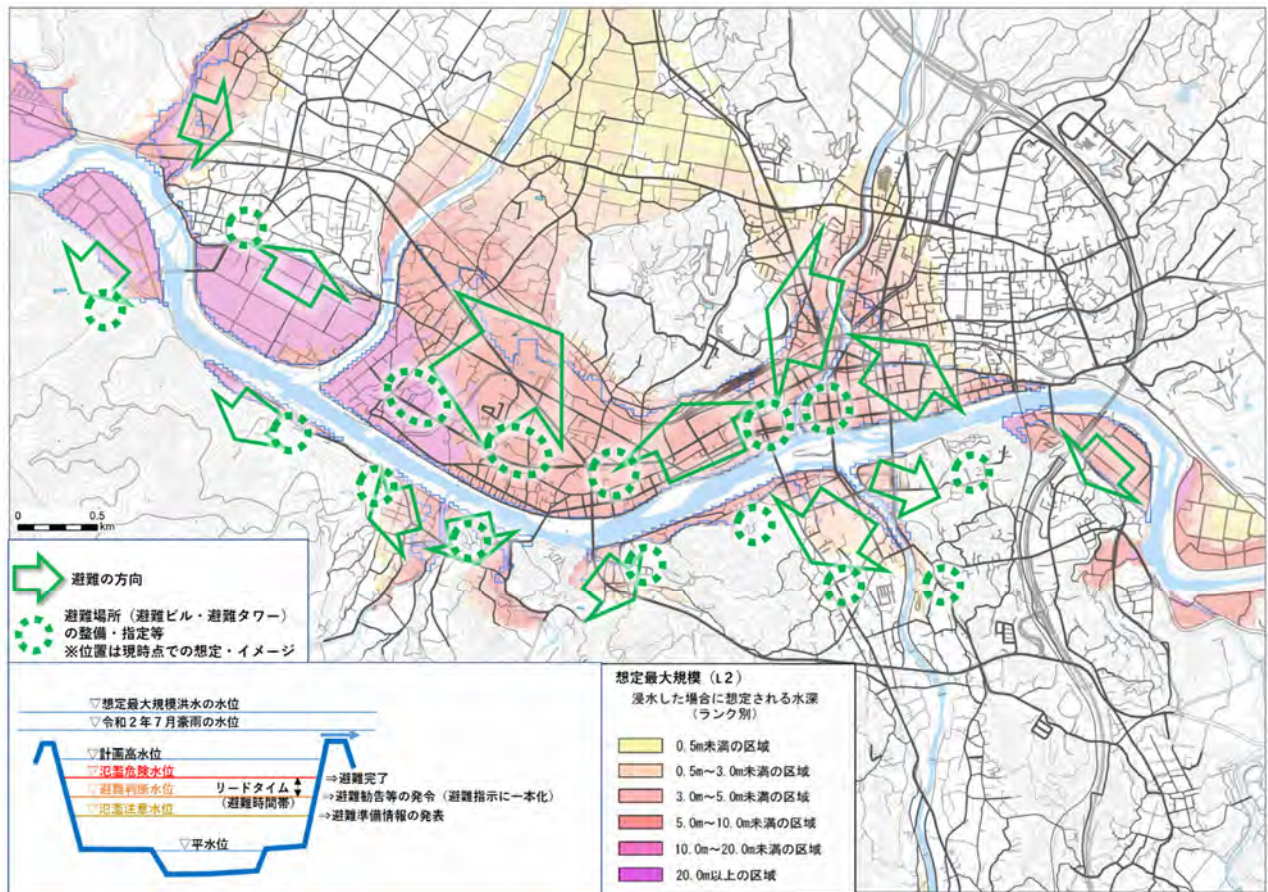 0
0.5
km
避難の方向
避難場所（避難ビル・避難タワー）
の整備・指定等
※位置は現時点での想定・イメージ
▽想定最大規模洪水の水位
▽令和２年７月豪雨の水位
▽計画高水位
▽氾濫危険水位
▽避難判断水位
▽氾濫注意水位
▽平水位
リードタイム
（避難時間帯）
⇒避難完了
⇒避難勧告等の発令（避難指示に一本化）
⇒避難準備情報の発表
想定最大規模（L2）
浸水した場合に想定される水深
（ランク別）
0.5m未満の区域
0.5m～3.0m未満の区域
3.0m～5.0m未満の区域
5.0m～10.0m未満の区域
10.0m～20.0m未満の区域
20.0m以上の区域